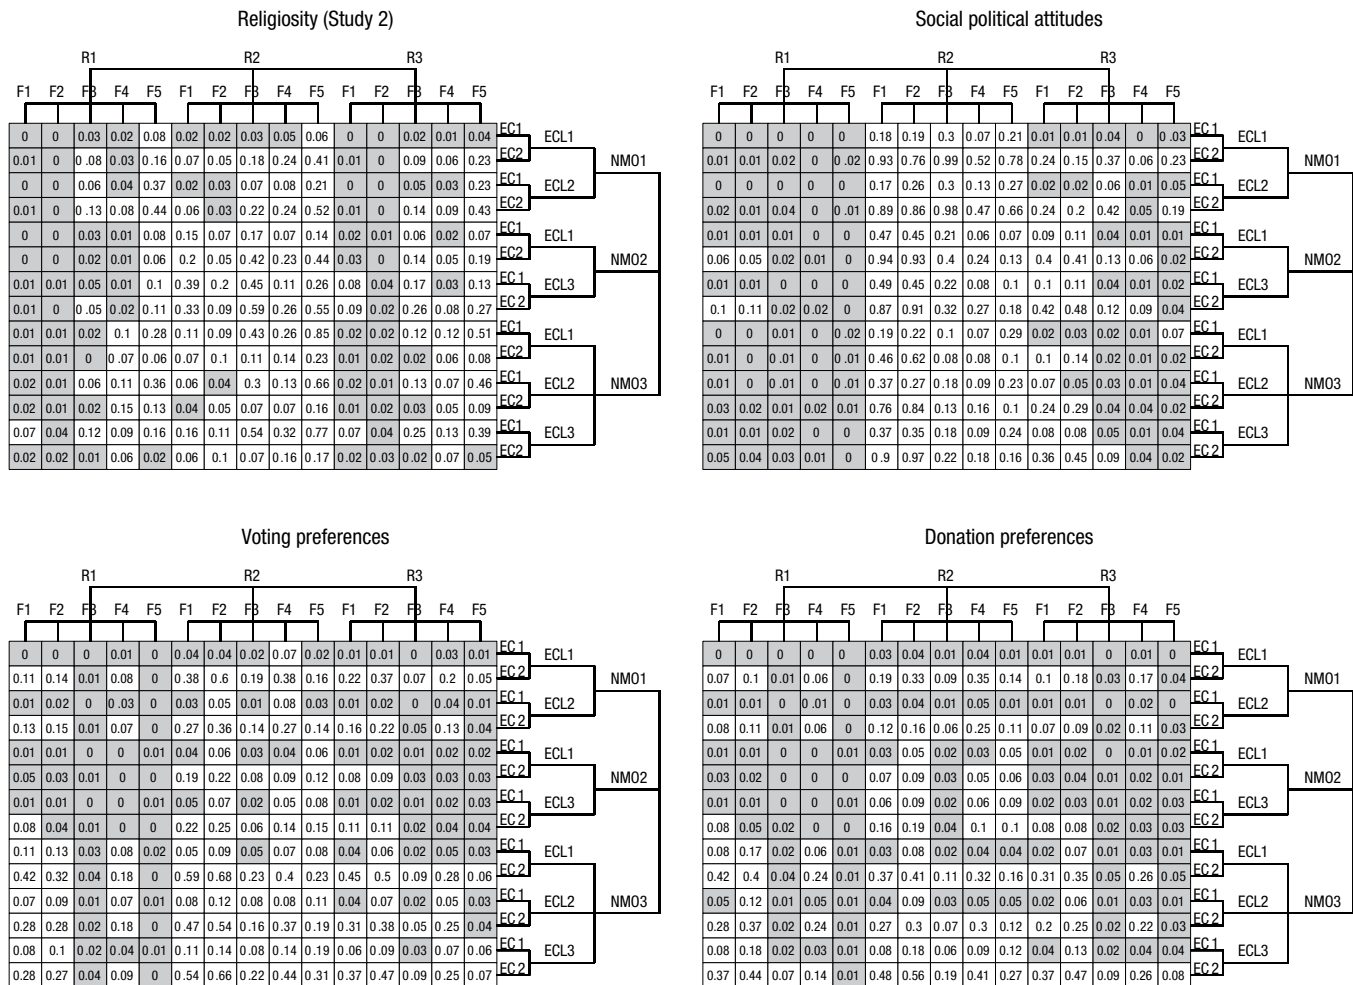 Religiosity (Study 2)
R1 R2 R3
F1 F2 F3 F4 F5 F1 F2 F3 F4 F5 F1 F2 F3 F4 F5
0 0 0.03 0.02 0.08 0.02 0.02 0.03 0.05 0.06 0 0 0.02 0.01 0.04 EC1 ECL1
0.01 0 0.08 0.03 0.16 0.07 0.05 0.18 0.24 0.41 0.01 0 0.09 0.06 0.23 EC2 NMO1
0 0 0.06 0.04 0.37 0.02 0.03 0.07 0.08 0.21 0 0 0.05 0.03 0.23 EC1 ECL2
0.01 0 0.13 0.08 0.44 0.06 0.03 0.22 0.24 0.52 0.01 0 0.14 0.09 0.43 EC2
0 0 0.03 0.01 0.08 0.15 0.07 0.17 0.07 0.14 0.02 0.01 0.06 0.02 0.07 EC1 ECL1
0 0 0.02 0.01 0.06 0.2 0.05 0.42 0.23 0.44 0.03 0 0.14 0.05 0.19 EC2 NMO2
0.01 0.01 0.05 0.01 0.1 0.39 0.2 0.45 0.11 0.26 0.08 0.04 0.17 0.03 0.13 EC1 ECL3
0.01 0 0.05 0.02 0.11 0.33 0.09 0.59 0.26 0.55 0.09 0.02 0.26 0.08 0.27 EC2
0.01 0.01 0.02 0.1 0.28 0.11 0.09 0.43 0.26 0.85 0.02 0.02 0.12 0.12 0.51 EC1 ECL1
0.01 0.01 0 0.07 0.06 0.07 0.1 0.11 0.14 0.23 0.01 0.02 0.02 0.06 0.08 EC2
0.02 0.01 0.06 0.11 0.36 0.06 0.04 0.3 0.13 0.66 0.02 0.01 0.13 0.07 0.46 EC1 ECL2 NMO3
0.02 0.01 0.02 0.15 0.13 0.04 0.05 0.07 0.07 0.16 0.01 0.02 0.03 0.05 0.09 EC2
0.07 0.04 0.12 0.09 0.16 0.16 0.11 0.54 0.32 0.77 0.07 0.04 0.25 0.13 0.39 EC1 ECL3
0.02 0.02 0.01 0.06 0.02 0.06 0.1 0.07 0.16 0.17 0.02 0.03 0.02 0.07 0.05 EC2
Social political attitudes
R1 R2 R3
F1 F2 F3 F4 F5 F1 F2 F3 F4 F5 F1 F2 F3 F4 F5
0 0 0 0 0 0.18 0.19 0.3 0.07 0.21 0.01 0.01 0.04 0 0.03 EC1 ECL1
0.01 0.01 0.02 0 0.02 0.93 0.76 0.99 0.52 0.78 0.24 0.15 0.37 0.06 0.23 EC2 NMO1
0 0 0 0 0 0.17 0.26 0.3 0.13 0.27 0.02 0.02 0.06 0.01 0.05 EC1 ECL2
0.02 0.01 0.04 0 0.01 0.89 0.86 0.98 0.47 0.66 0.24 0.2 0.42 0.05 0.19 EC2
0.01 0.01 0.01 0 0 0.47 0.45 0.21 0.06 0.07 0.09 0.11 0.04 0.01 0.01 EC1 ECL1
0.06 0.05 0.02 0.01 0 0.94 0.93 0.4 0.24 0.13 0.4 0.41 0.13 0.06 0.02 EC2 NMO2
0.01 0.01 0.01 0 0 0.49 0.45 0.22 0.08 0.1 0.1 0.11 0.04 0.01 0.02 EC1 ECL3
0.1 0.11 0.02 0.02 0 0.87 0.91 0.32 0.27 0.18 0.42 0.48 0.12 0.09 0.04 EC2
0 0 0.01 0 0.02 0.19 0.22 0.1 0.07 0.29 0.02 0.03 0.02 0.01 0.07 EC1 ECL1
0.01 0 0.01 0 0.01 0.46 0.62 0.08 0.08 0.1 0.1 0.14 0.02 0.01 0.02 EC2
0.01 0 0.01 0 0.01 0.37 0.27 0.18 0.09 0.23 0.07 0.05 0.03 0.01 0.04 EC1 ECL2 NMO3
0.03 0.02 0.01 0.02 0.01 0.76 0.84 0.13 0.16 0.1 0.24 0.29 0.04 0.04 0.02 EC2
0.01 0.01 0.02 0 0 0.37 0.35 0.18 0.09 0.24 0.08 0.08 0.05 0.01 0.04 EC1 ECL3
0.05 0.04 0.03 0.01 0 0.9 0.97 0.22 0.18 0.16 0.36 0.45 0.09 0.04 0.02 EC2
Voting preferences
R1 R2 R3
F1 F2 F3 F4 F5 F1 F2 F3 F4 F5 F1 F2 F3 F4 F5
0 0 0 0.01 0 0.04 0.04 0.02 0.07 0.02 0.01 0.01 0 0.03 0.01 EC1 ECL1
0.11 0.14 0.01 0.08 0 0.38 0.6 0.19 0.38 0.16 0.22 0.37 0.07 0.2 0.05 EC2 NMO1
0.01 0.02 0 0.03 0 0.03 0.05 0.01 0.08 0.03 0.01 0.02 0 0.04 0.01 EC1 ECL2
0.13 0.15 0.01 0.07 0 0.27 0.36 0.14 0.27 0.14 0.16 0.22 0.05 0.13 0.04 EC2
0.01 0.01 0 0 0.01 0.04 0.06 0.03 0.04 0.06 0.01 0.02 0.01 0.02 0.02 EC1 ECL1
0.05 0.03 0.01 0 0 0.19 0.22 0.08 0.09 0.12 0.08 0.09 0.03 0.03 0.03 EC2 NMO2
0.01 0.01 0 0 0.01 0.05 0.07 0.02 0.05 0.08 0.01 0.02 0.01 0.02 0.03 EC1 ECL3
0.08 0.04 0.01 0 0 0.22 0.25 0.06 0.14 0.15 0.11 0.11 0.02 0.04 0.04 EC2
0.11 0.13 0.03 0.08 0.02 0.05 0.09 0.05 0.07 0.08 0.04 0.06 0.02 0.05 0.03 EC1 ECL1
0.42 0.32 0.04 0.18 0 0.59 0.68 0.23 0.4 0.23 0.45 0.5 0.09 0.28 0.06 EC2
0.07 0.09 0.01 0.07 0.01 0.08 0.12 0.08 0.08 0.11 0.04 0.07 0.02 0.05 0.03 EC1 ECL2 NMO3
0.28 0.28 0.02 0.18 0 0.47 0.54 0.16 0.37 0.19 0.31 0.38 0.05 0.25 0.04 EC2
0.08 0.1 0.02 0.04 0.01 0.11 0.14 0.08 0.14 0.19 0.06 0.09 0.03 0.07 0.06 EC1 ECL3
0.28 0.27 0.04 0.09 0 0.54 0.66 0.22 0.44 0.31 0.37 0.47 0.09 0.25 0.07 EC2
Donation preferences
R1 R2 R3
F1 F2 F3 F4 F5 F1 F2 F3 F4 F5 F1 F2 F3 F4 F5
0 0 0 0 0 0.03 0.04 0.01 0.04 0.01 0.01 0.01 0 0.01 0 EC1 ECL1
0.07 0.1 0.01 0.06 0 0.19 0.33 0.09 0.35 0.14 0.1 0.18 0.03 0.17 0.04 EC2 NMO1
0.01 0.01 0 0.01 0 0.03 0.04 0.01 0.05 0.01 0.01 0.01 0 0.02 0 EC1 ECL2
0.08 0.11 0.01 0.06 0 0.12 0.16 0.06 0.25 0.11 0.07 0.09 0.02 0.11 0.03 EC2
0.01 0.01 0 0 0.01 0.03 0.05 0.02 0.03 0.05 0.01 0.02 0 0.01 0.02 EC1 ECL1
0.03 0.02 0 0 0 0.07 0.09 0.03 0.05 0.06 0.03 0.04 0.01 0.02 0.01 EC2 NMO2
0.01 0.01 0 0 0.01 0.06 0.09 0.02 0.06 0.09 0.02 0.03 0.01 0.02 0.03 EC1 ECL3
0.08 0.05 0.02 0 0 0.16 0.19 0.04 0.1 0.1 0.08 0.08 0.02 0.03 0.03 EC2
0.08 0.17 0.02 0.06 0.01 0.03 0.08 0.02 0.04 0.04 0.02 0.07 0.01 0.03 0.01 EC1 ECL1
0.42 0.4 0.04 0.24 0.01 0.37 0.41 0.11 0.32 0.16 0.31 0.35 0.05 0.26 0.05 EC2
0.05 0.12 0.01 0.05 0.01 0.04 0.09 0.03 0.05 0.05 0.02 0.06 0.01 0.03 0.01 EC1 ECL2 NMO3
0.28 0.37 0.02 0.24 0.01 0.27 0.3 0.07 0.3 0.12 0.2 0.25 0.02 0.22 0.03 EC2
0.08 0.18 0.02 0.03 0.01 0.08 0.18 0.06 0.09 0.12 0.04 0.13 0.02 0.04 0.04 EC1 ECL3
0.37 0.44 0.07 0.14 0.01 0.48 0.56 0.19 0.41 0.27 0.37 0.47 0.09 0.26 0.08 EC2